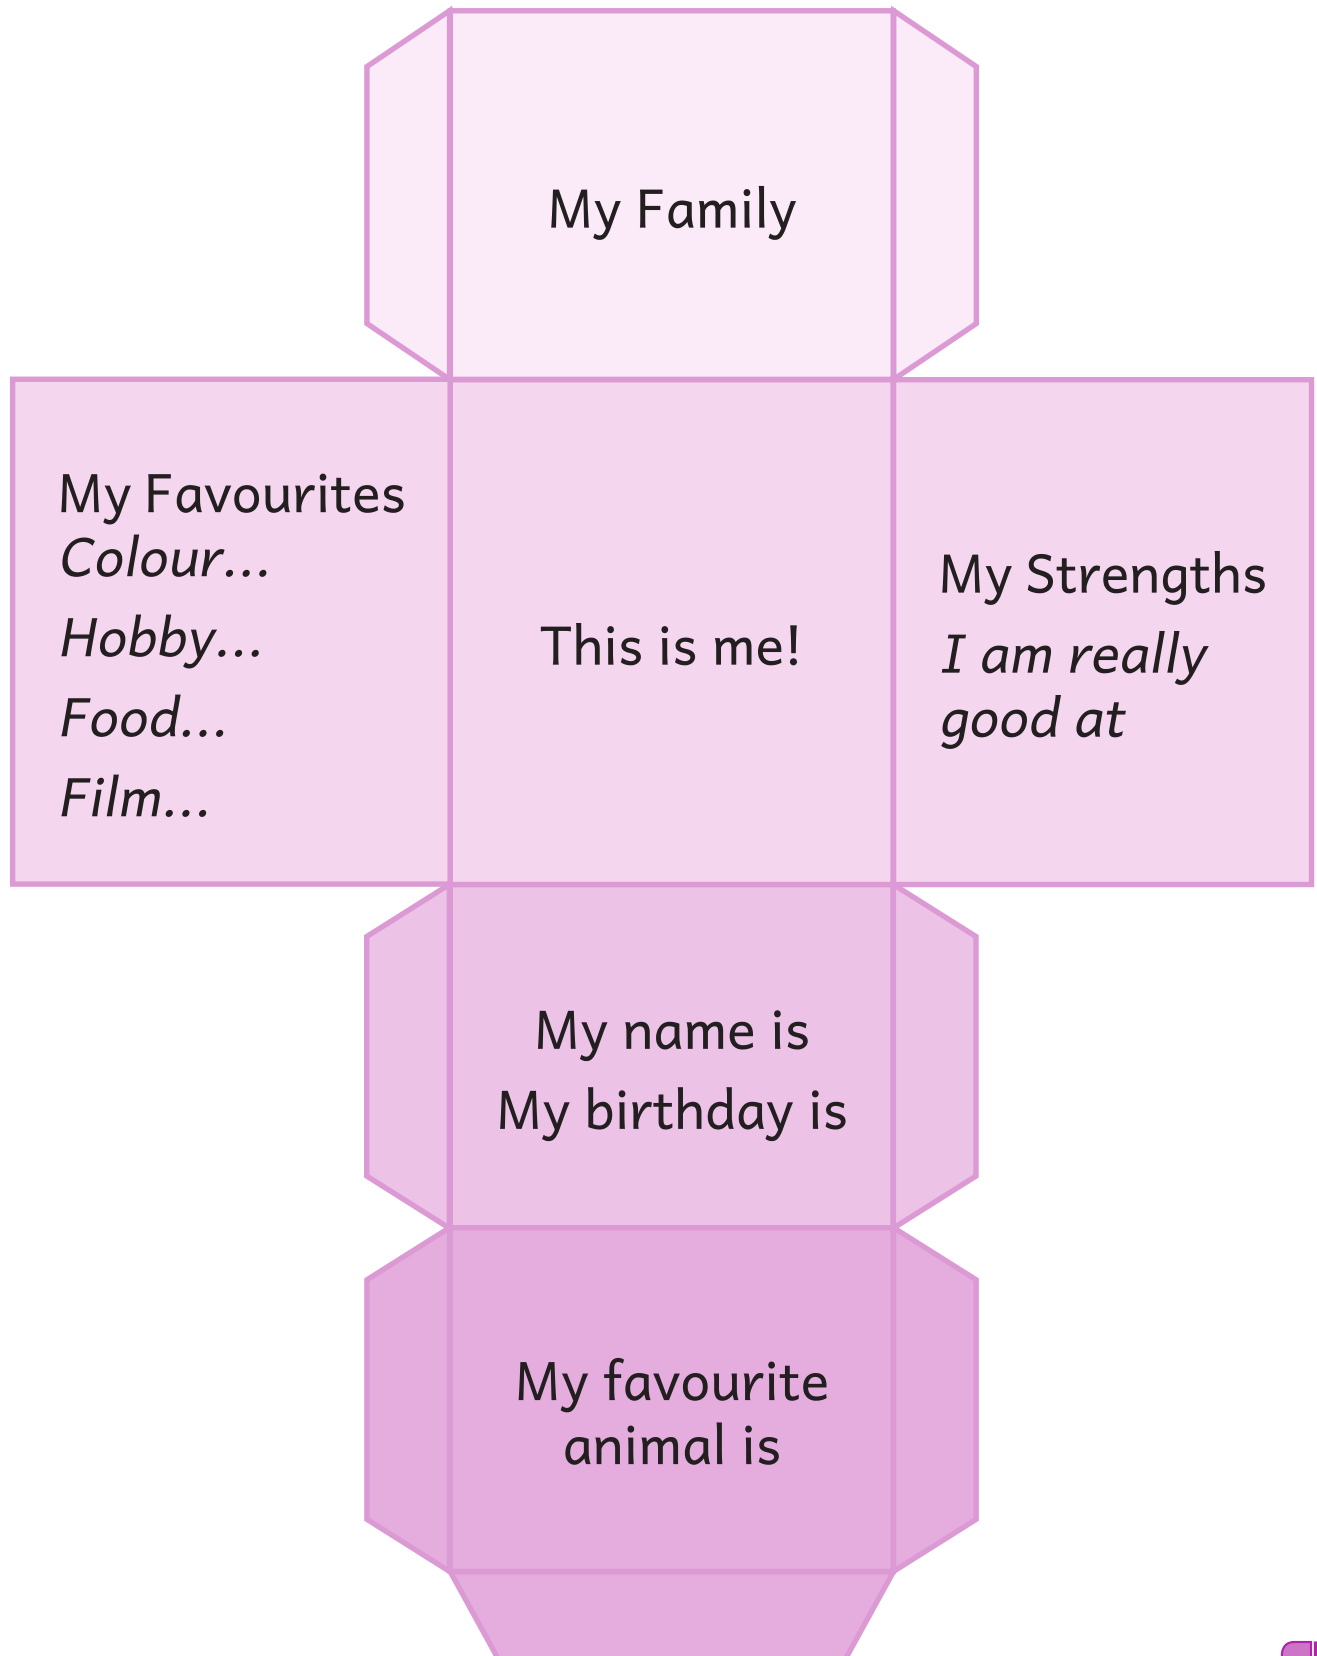 My Family
My Favourites
Colour...
Hobby...
Food...
Film...
This is me!
My Strengths
I am really
good at
My name is
My birthday is
My favourite
animal is